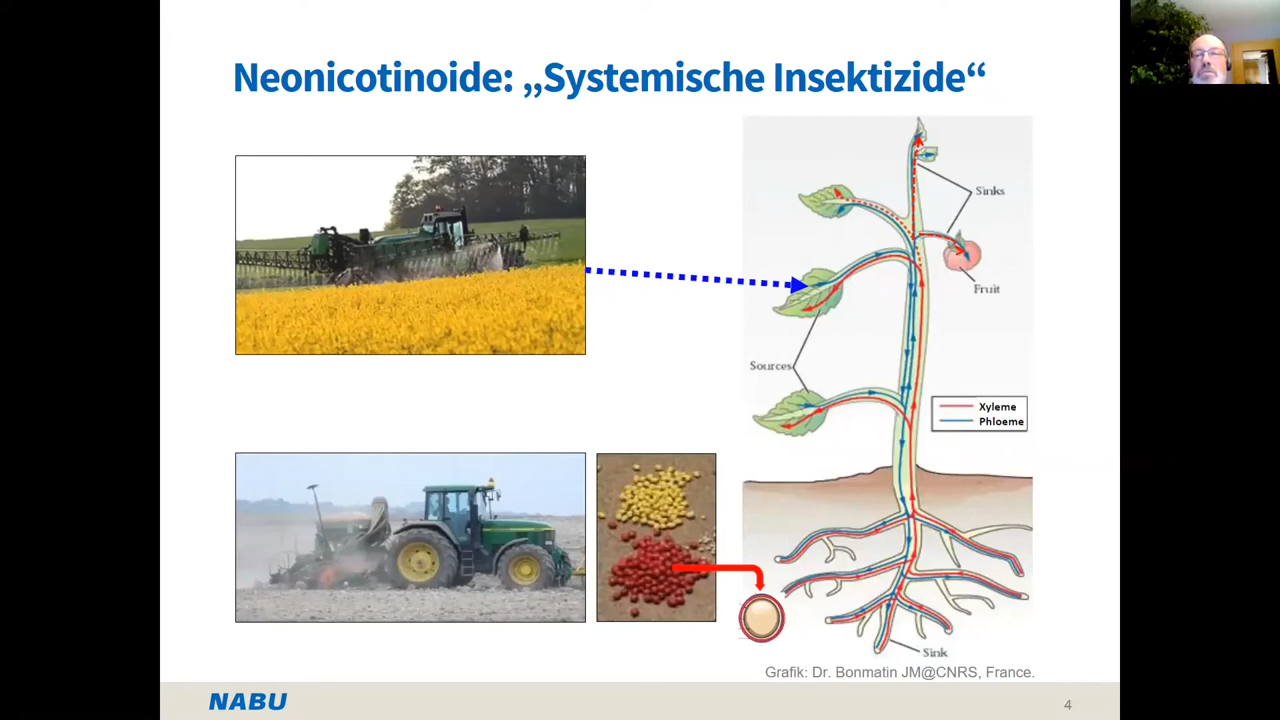 Neonicotinoide: „Systemische Insektizide“
Sinks
Fruit
Sources
Xyleme
Phloeme
Sink
Grafik: Dr. Bonmatin JM@CNRS, France.
NABU
4